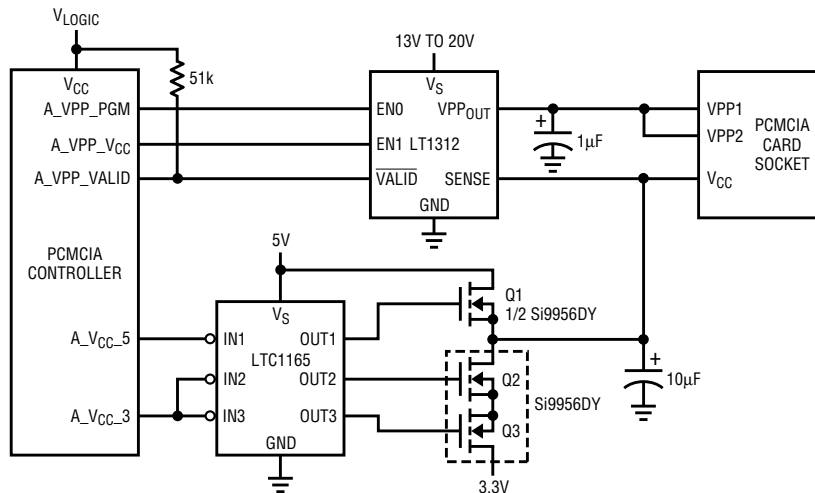 VLOGIC
13V TO 20V
VCC
51k
VS
A_VPP_PGM
EN0
VPPOUT
VPP1
VPP2
PCMCIA
CARD
SOCKET
+
1µF
A_VPP_VCC
EN1 LT1312
A_VPP_VALID
VALID
SENSE
VCC
GND
PCMCIA
CONTROLLER
5V
VS
Q1
1/2 Si9956DY
A_VCC_5
IN1
LTC1165
OUT1
IN2
OUT2
Q2
Si9956DY
+
10µF
A_VCC_3
IN3
OUT3
Q3
GND
3.3V